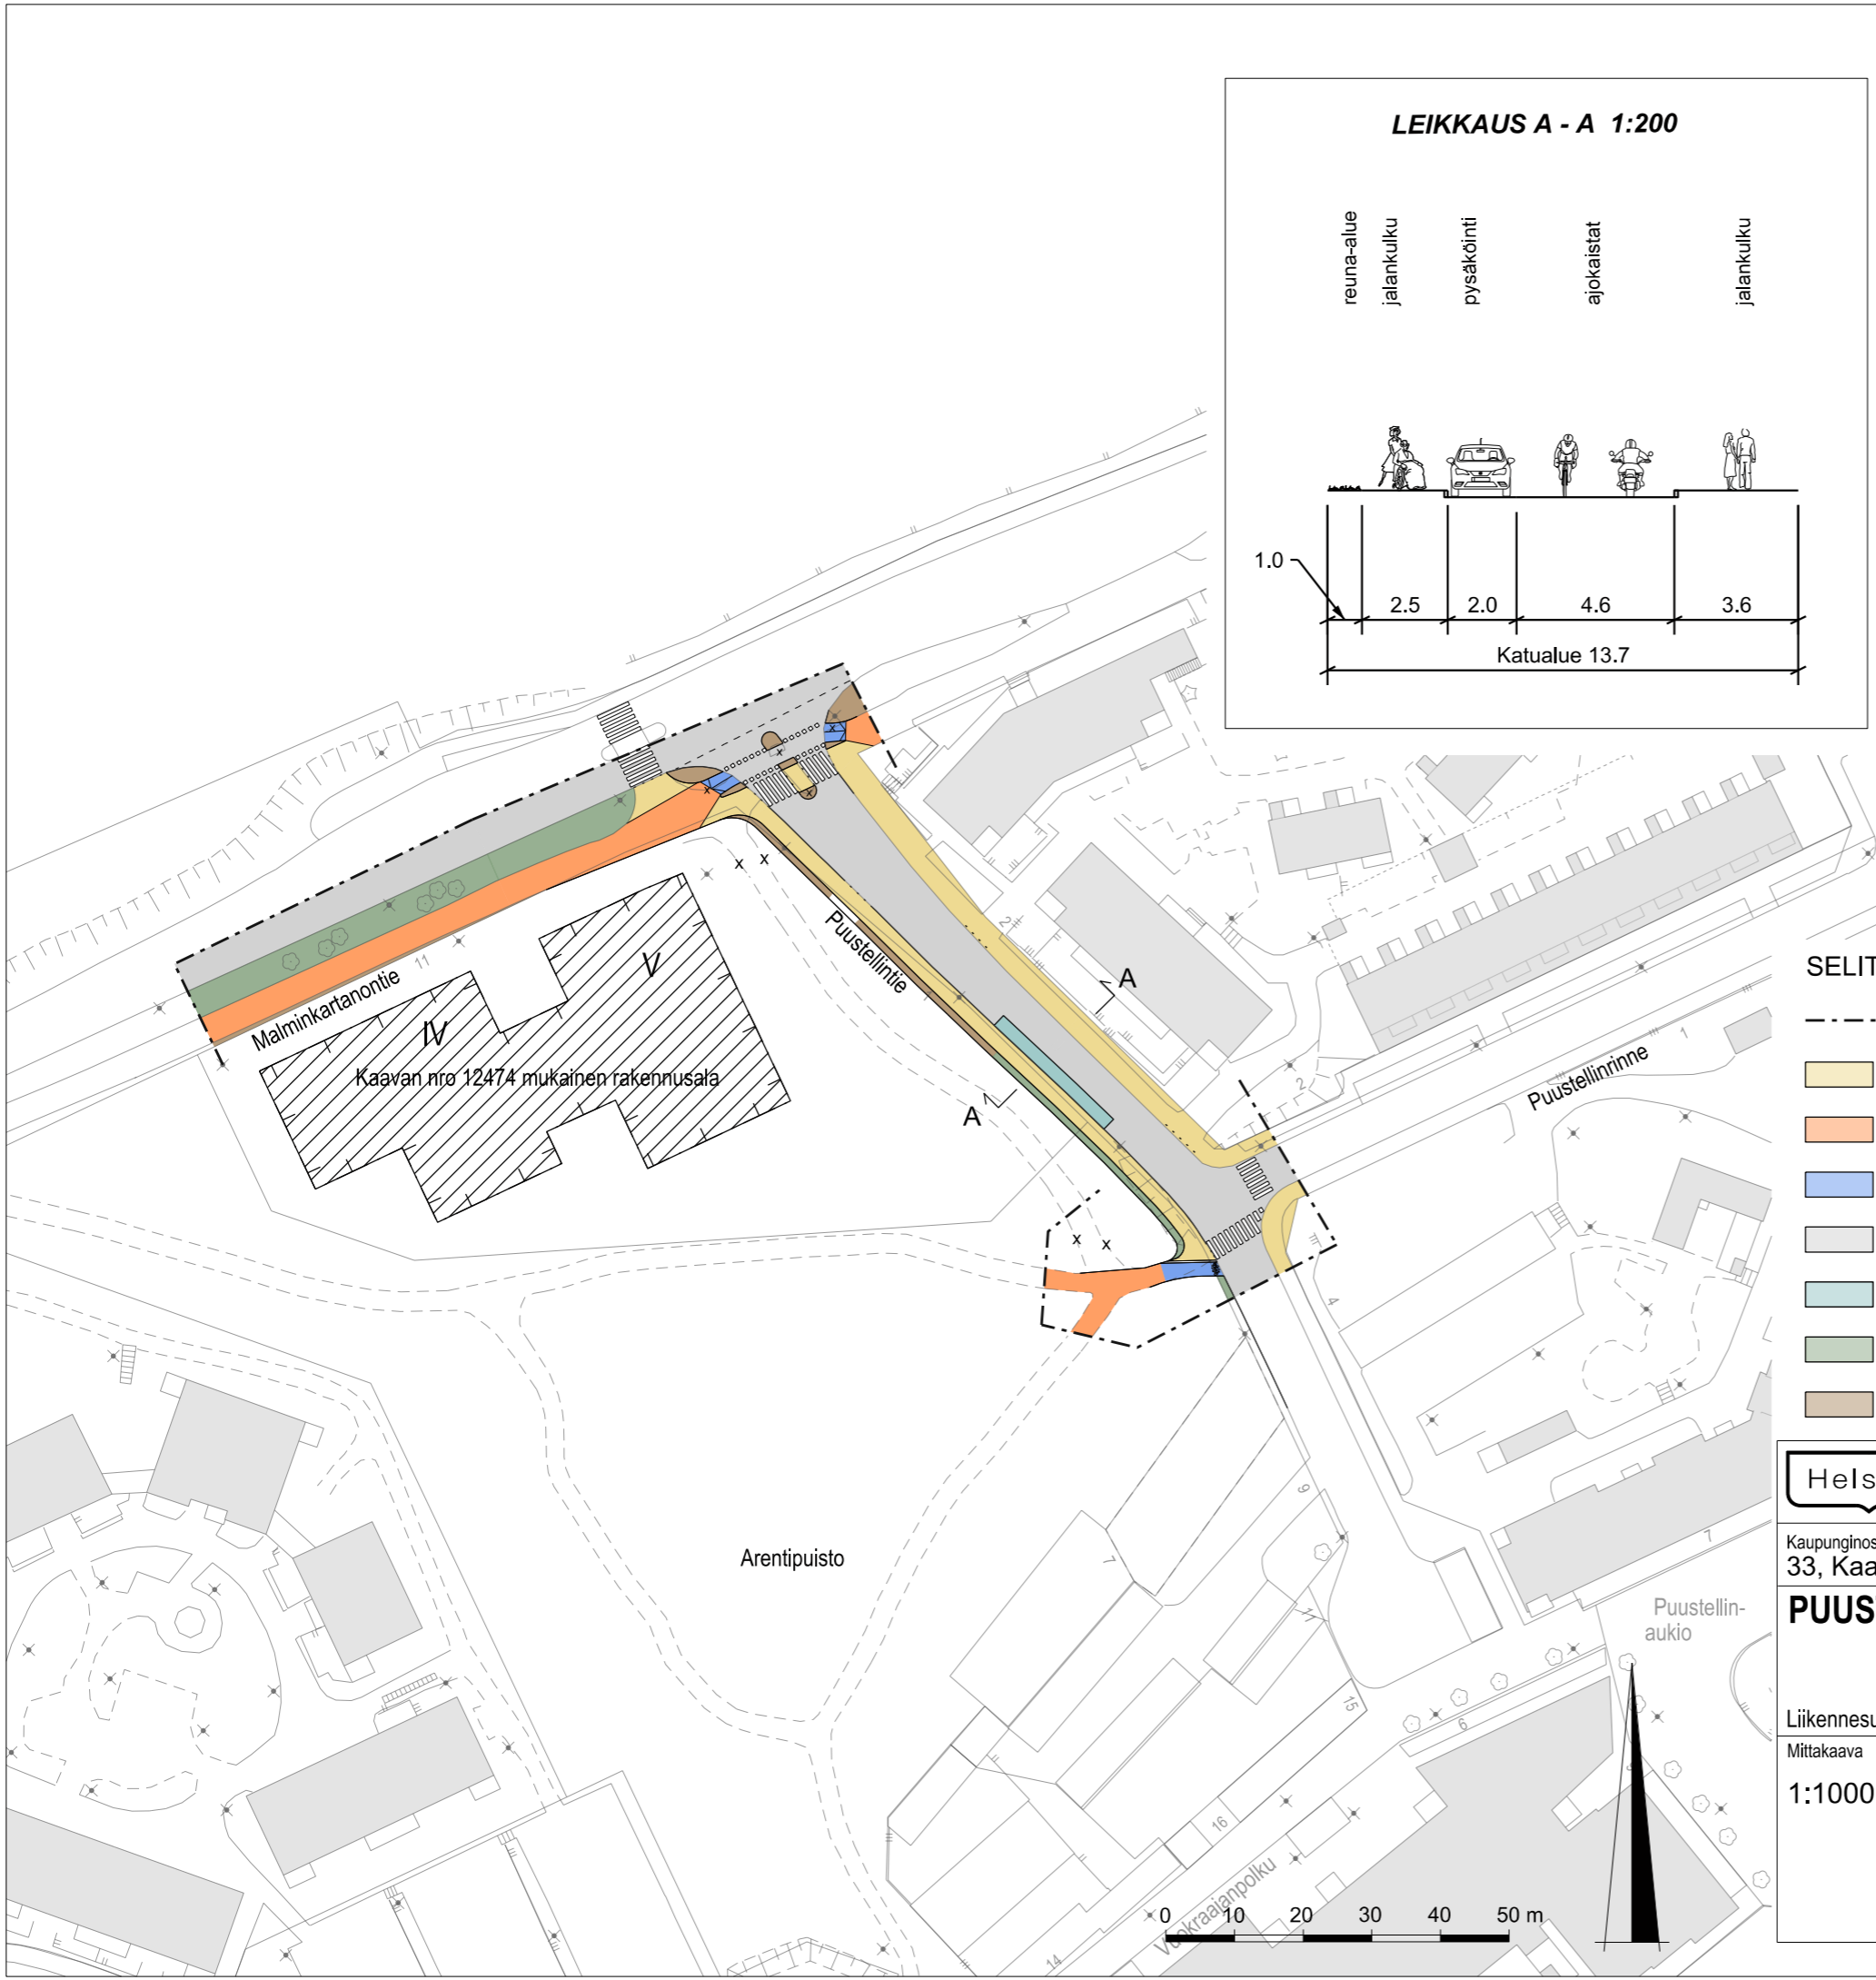 LEIKKAUS A - A 1:200
reuna-alue
jalankulku
pysäköinti
ajokaistat
jalankulku
1.0
2.5
2.0
4.6
3.6
Katualue 13.7
Malminkartanontie
11
IV
V
Kaavan nro 12474 mukainen rakennusala
Puustellintie
2
A
A
2
Puustellinrinne
1
SELIT
4
9
7
7
17
15
6
16
14
Arentipuisto
Puustellin-
aukio
Vuokraajanpolku
0 10 20 30 40 50 m
Hels
Kaupunginos
33, Kaa
PUUS
Liikennesu
Mittakaava
1:1000